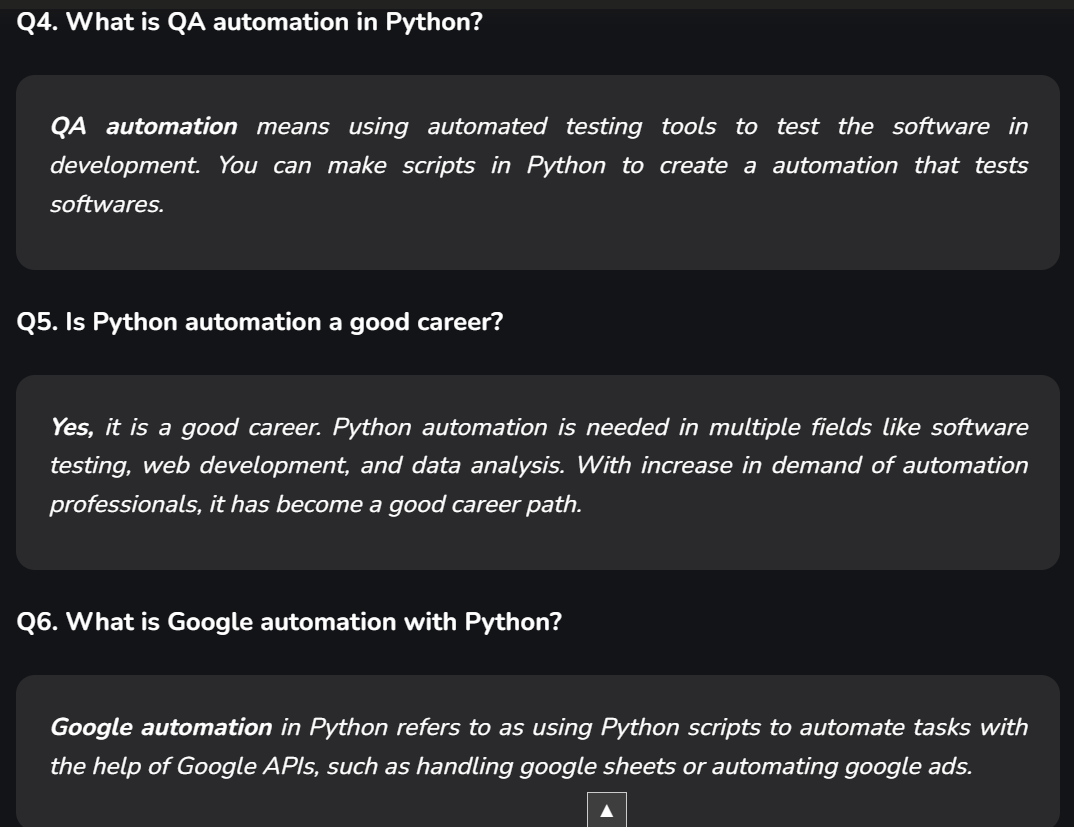 Q4. What is QA automation in Python?
QA automation means using automated testing tools to test the software in
development. You can make scripts in Python to create a automation that tests
softwares.
Q5. Is Python automation a good career?
Yes, it is a good career. Python automation is needed in multiple fields like software
testing, web development, and data analysis. With increase in demand of automation
professionals, it has become a good career path.
Q6. What is Google automation with Python?
Google automation in Python refers to as using Python scripts to automate tasks with
the help of Google APIs, such as handling google sheets or automating google ads.